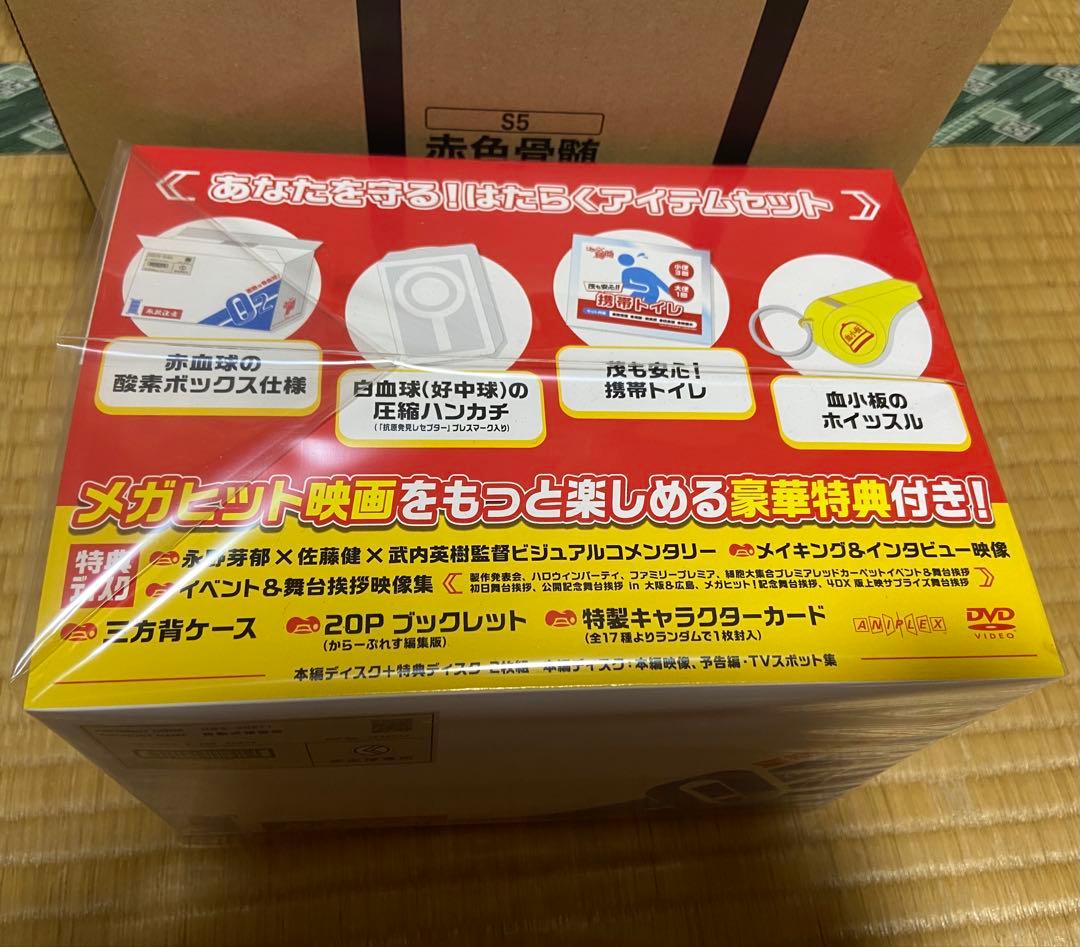 S5
赤色骨髄
あなたを守る!はたらくアイテムセット
O2
携帯トイレ
小便3回
大便1回
茂も安心!!
血小板
赤血球の
酸素ボックス仕様
白血球(好中球)の
圧縮ハンカチ
(「抗原発見レセプター」プレスマーク入り)
茂も安心!
携帯トイレ
血小板の
ホイッスル
メガヒット映画をもっと楽しめる豪華特典付き!
特典
ディスク
永野芽郁×佐藤健×武内英樹監督ビジュアルコメンタリー
メイキング&インタビュー映像
イベント&舞台挨拶映像集
製作発表会、ハロウィンパーティ、ファミリープレミア、細胞大集合プレミアレッドカーペットイベント&舞台挨拶
初日舞台挨拶、公開記念舞台挨拶 in 大阪&広島、メガヒット!記念舞台挨拶、4DX版上映サプライズ舞台挨拶
三方背ケース
20P ブックレット
(からーぶれす編集版)
特製キャラクターカード
(全17種よりランダムで1枚封入)
ANIPLEX
DVD
VIDEO
本編ディスク+特典ディスク 2枚組 本編ディスク:本編映像、予告編・TVスポット集